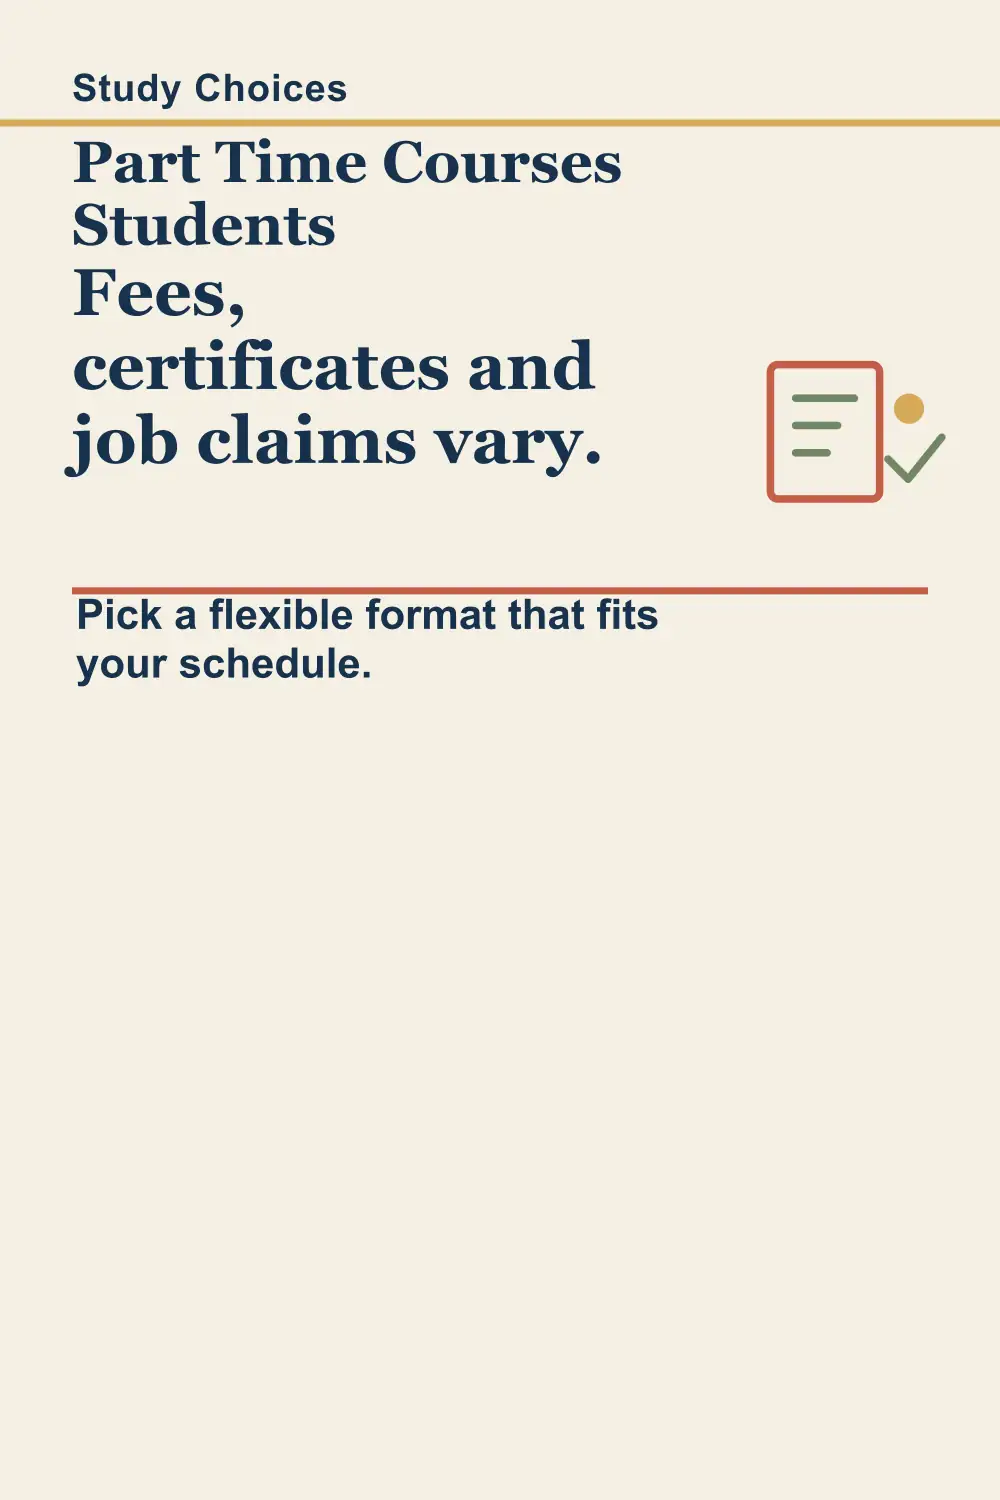 Study Choices
Part Time Courses
Students
Fees,
certificates and
job claims vary.
Pick a flexible format that fits
your schedule.